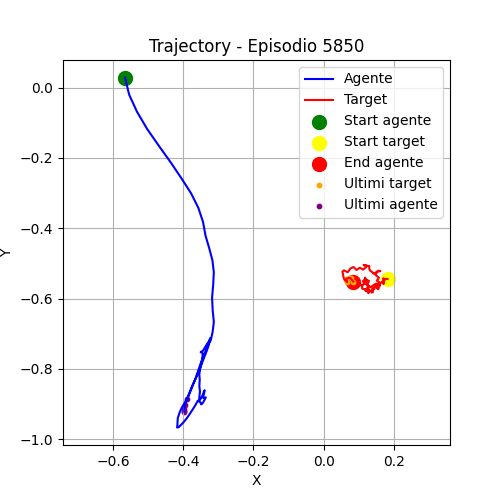 Trajectory - Episodio 5850
Agente
Target
Start agente
Start target
End agente
Ultimi target
Ultimi agente
0.0
−0.2
−0.4
−0.6
−0.8
−1.0
Y
−0.6
−0.4
−0.2
0.0
0.2
X